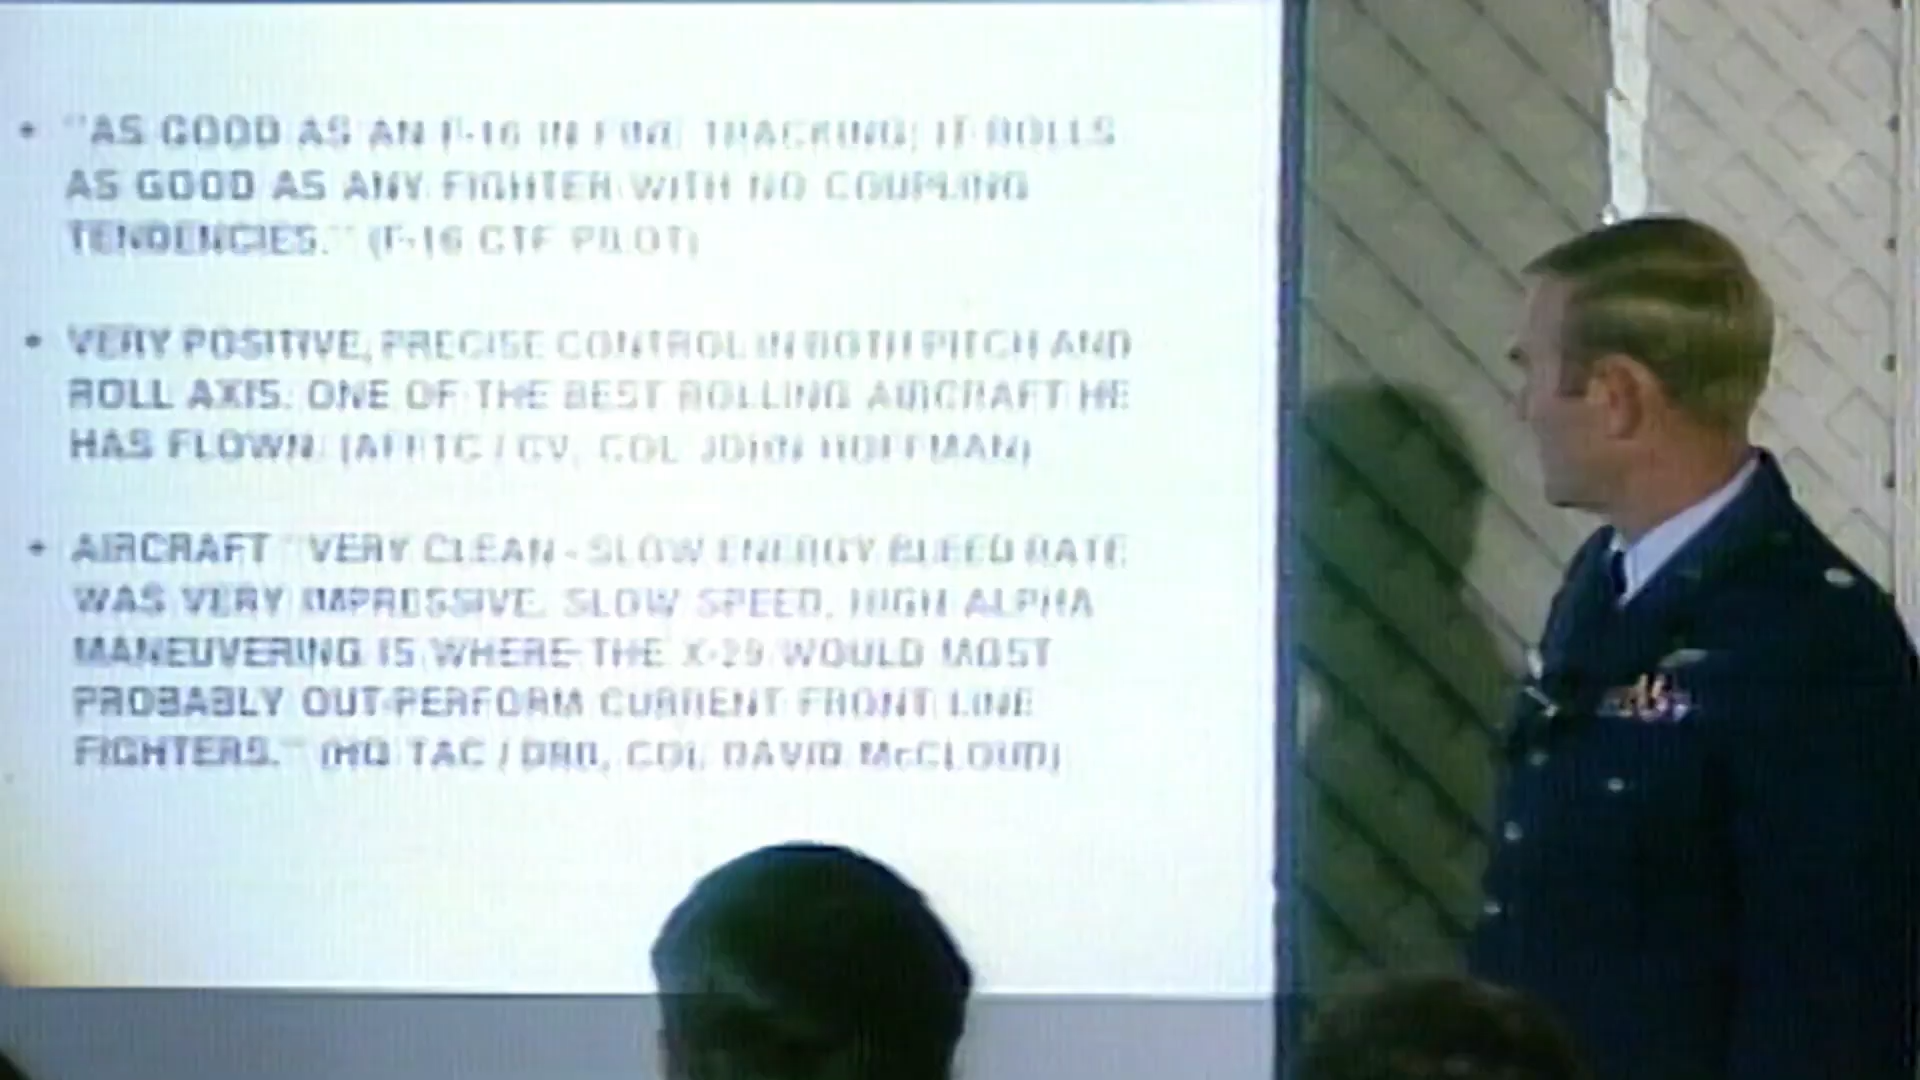 • "AS GOOD AS AN F-16 IN FINE TRACKING; IT ROLLS
AS GOOD AS ANY FIGHTER WITH NO COUPLING
TENDENCIES." (F-16 CTF PILOT)
• VERY POSITIVE, PRECISE CONTROL IN BOTH PITCH AND
ROLL AXIS. ONE OF THE BEST ROLLING AIRCRAFT HE
HAS FLOWN. (AFFTC / CV, COL JOHN HOFFMAN)
• AIRCRAFT "VERY CLEAN - SLOW ENERGY BLEED RATE
WAS VERY IMPRESSIVE. SLOW SPEED, HIGH ALPHA
MANEUVERING IS WHERE THE X-29 WOULD MOST
PROBABLY OUT-PERFORM CURRENT FRONT LINE
FIGHTERS." (HQ TAC / COL DAVID McCLOUD)